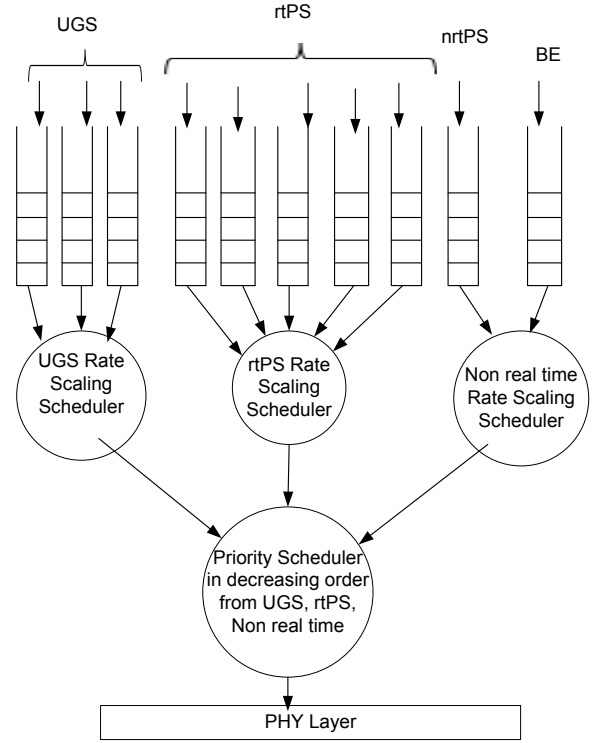 UGS
rtPS
nrtPS
BE
UGS Rate
Scaling
Scheduler
rtPS Rate
Scaling
Scheduler
Non real time
Rate Scaling
Scheduler
Priority Scheduler
in decreasing order
from UGS, rtPS,
Non real time
PHY Layer